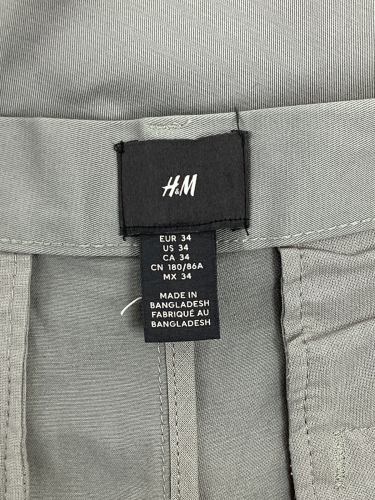 H&M
EUR 34
US 34
CA 34
CN 180/86A
MX 34
MADE IN
BANGLADESH
FABRIQUÉ AU
BANGLADESH